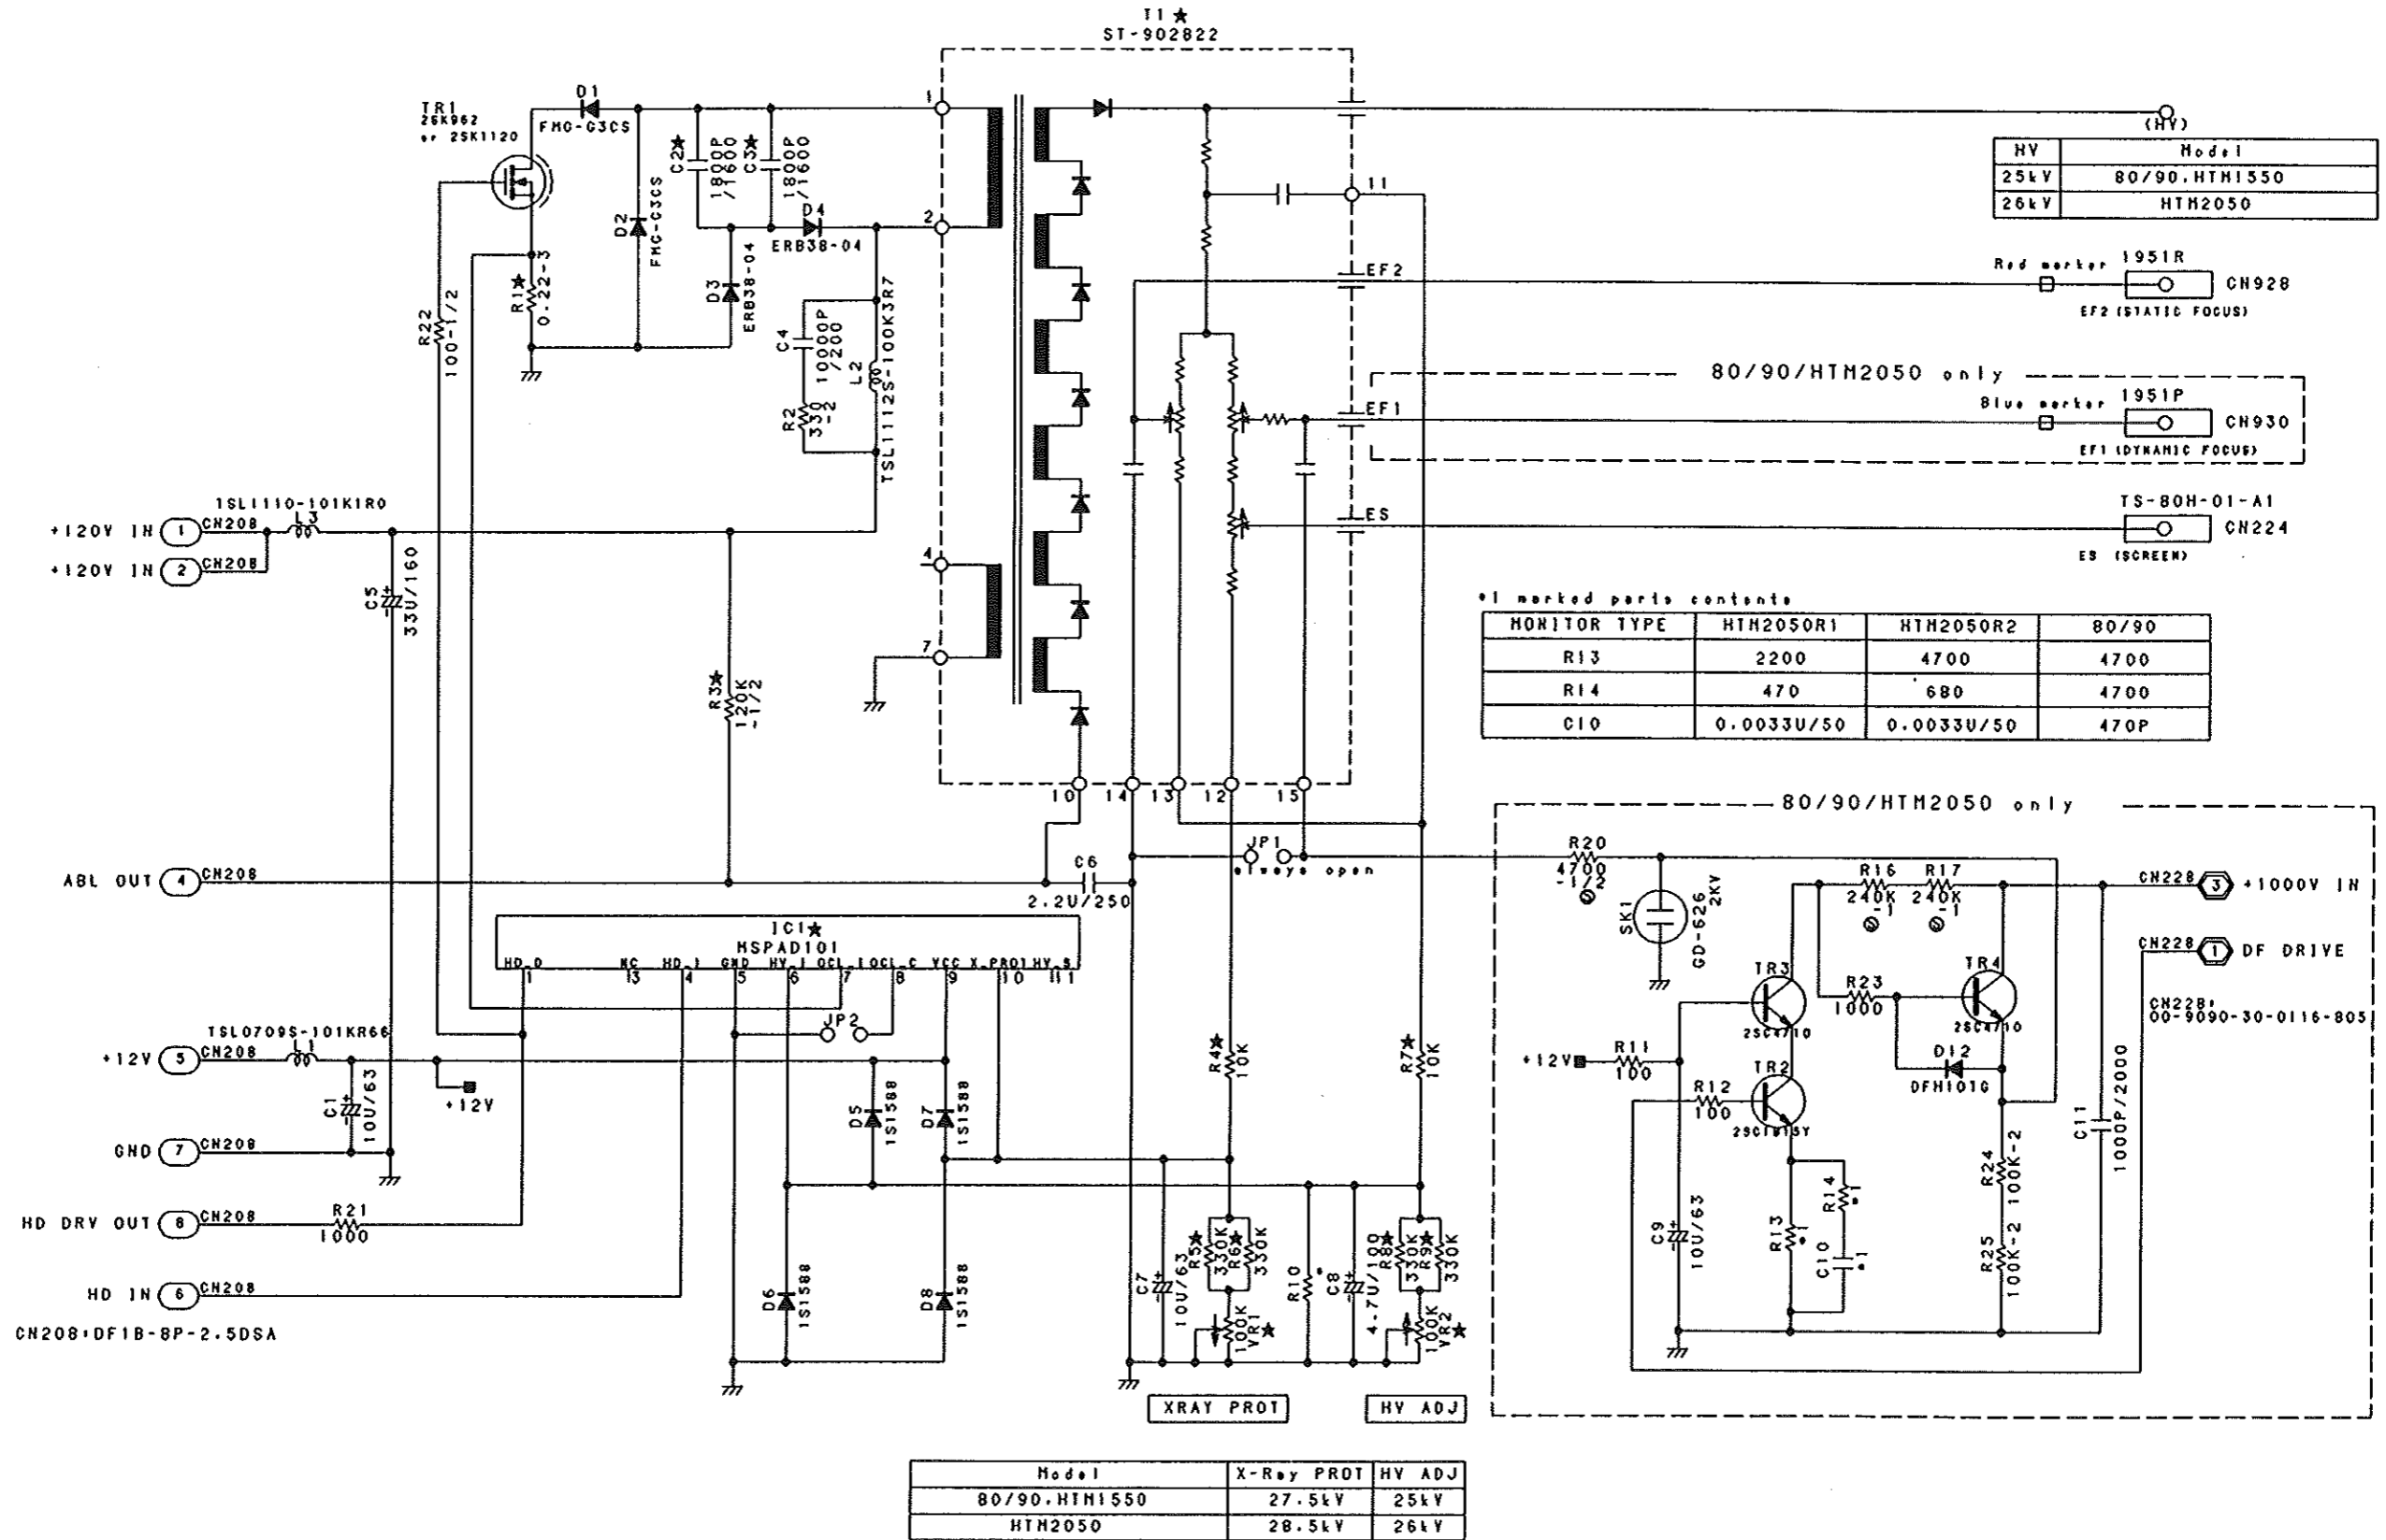 T1★
ST-902822
TR1
2SK962
or 2SK1120
D1
FMG-G3CS
C2★
1800P
/1600
C3★
1800P
/1600
1
11
2
D2
FMG-G3CS
D4
ERB38-04
D3
ERB38-04
R1★
0.22-3
R22
100-1/2
C4
10000P
/200
R2
330
-2
L2
TSL1112S-100K3R7
(HV)
HV Model
25kV 80/90,HTM1550
26kV HTM2050
EF2
Red marker
1951R
CN928
EF2 (STATIC FOCUS)
80/90/HTM2050 only
EF1
Blue marker
1951P
CN930
EF1 (DYNAMIC FOCUS)
ES
TS-80H-01-A1
CN224
ES (SCREEN)
TSL1110-101K1R0
+120V IN 1 CN208
L3
+120V IN 2 CN208
C5
+
-
33U/160
4
7
R3★
120K
-1/2
*1 marked parts contents
MONITOR TYPE HTM2050R1 HTM2050R2 80/90
R13 2200 4700 4700
R14 470 680 4700
C10 0.0033U/50 0.0033U/50 470P
10 14 13 12 15
ABL OUT 4 CN208
C6
2.2U/250
JP1
always open
80/90/HTM2050 only
R20
4700
-1/2
SK1
GD-626
2KV
R16
240K
-1
R17
240K
-1
CN228 3 +1000V IN
CN228 1 DF DRIVE
CN228:
00-9090-30-0116-805
TR3
2SC4710
R23
1000
TR4
2SC4710
+12V
R11
100
R12
100
TR2
2SC1815Y
D12
DFH101G
C11
1000P/2000
R24
100K-2
R25
100K-2
C9
+
-
10U/63
R13
*1
R14
*1
C10
*1
IC1★
MSPAD101
HD_O NC HD_I GND HV_I OCL_I OCL_C VCC X_PROT HV_S
1 3 4 5 6 7 8 9 10 11
JP2
TSL0709S-101KR66
+12V 5 CN208
L1
C1
+
-
10U/63
+12V
GND 7 CN208
D5
1S1588
D7
1S1588
D6
1S1588
D8
1S1588
R4★
10K
R7★
10K
HD DRV OUT 8 CN208
R21
1000
HD IN 6 CN208
CN208:DF1B-8P-2.5DSA
C7
+
-
10U/63
R5★
330K
R6★
330K
VR1★
100K
R10
*
C8
+
-
4.7U/100
R8★
330K
R9★
330K
VR2★
100K
XRAY PROT
HV ADJ
Model X-Ray PROT HV ADJ
80/90,HTM1550 27.5kV 25kV
HTM2050 28.5kV 26kV